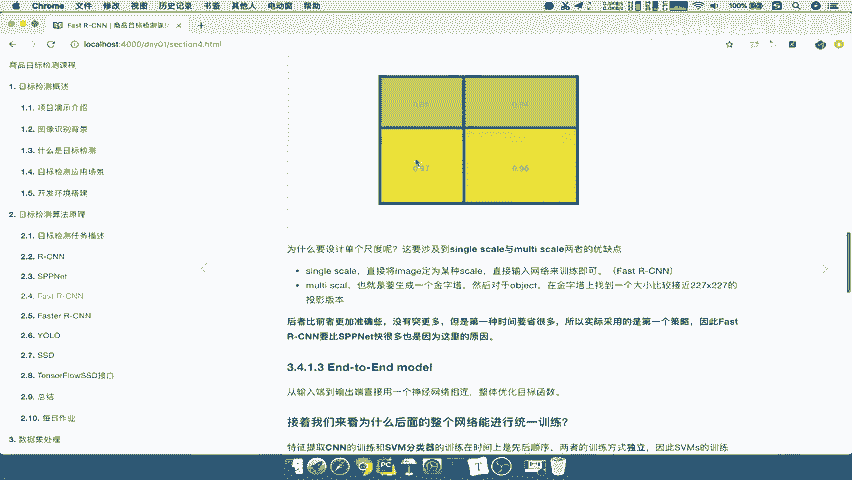 Chrome 文件 修改 视图 历史记录 书签 其他人 电动窗 帮助
100%
Fast R-CNN | 商品目标检测课
localhost:4000/dny01/section4.html
商品目标检测课程
1. 目标检测概述
1.1. 项目演示介绍
1.2. 图像识别背景
1.3. 什么是目标检测
1.4. 目标检测应用场景
1.5. 开发环境搭建
2. 目标检测算法原理
2.1. 目标检测任务描述
2.2. R-CNN
2.3. SPPNet
2.4. Fast R-CNN
2.5. Faster R-CNN
2.6. YOLO
2.7. SSD
2.8. TensorFlowSSD接口
2.9. 总结
2.10. 每日作业
3. 数据集处理
0.97 0.96
为什么要设计单个尺度呢？这要涉及到single scale与multi scale两者的优缺点
• single scale，直接将image定为某种scale，直接输入网络来训练即可。（Fast R-CNN）
• multi scal，也就是要生成一个金字塔，然后对于object，在金字塔上找到一个大小比较接近227x227的
投影版本
后者比前者更加准确些，没有突更多，但是第一种时间要省很多，所以实际采用的是第一个策略，因此Fast
R-CNN要比SPPNet快很多也是因为这里的原因。
3.4.1.3 End-to-End model
从输入端到输出端直接用一个神经网络相连，整体优化目标函数。
接着我们来看为什么后面的整个网络能进行统一训练？
特征提取CNN的训练和SVM分类器的训练在时间上是先后顺序，两者的训练方式独立，因此SVMs的训练